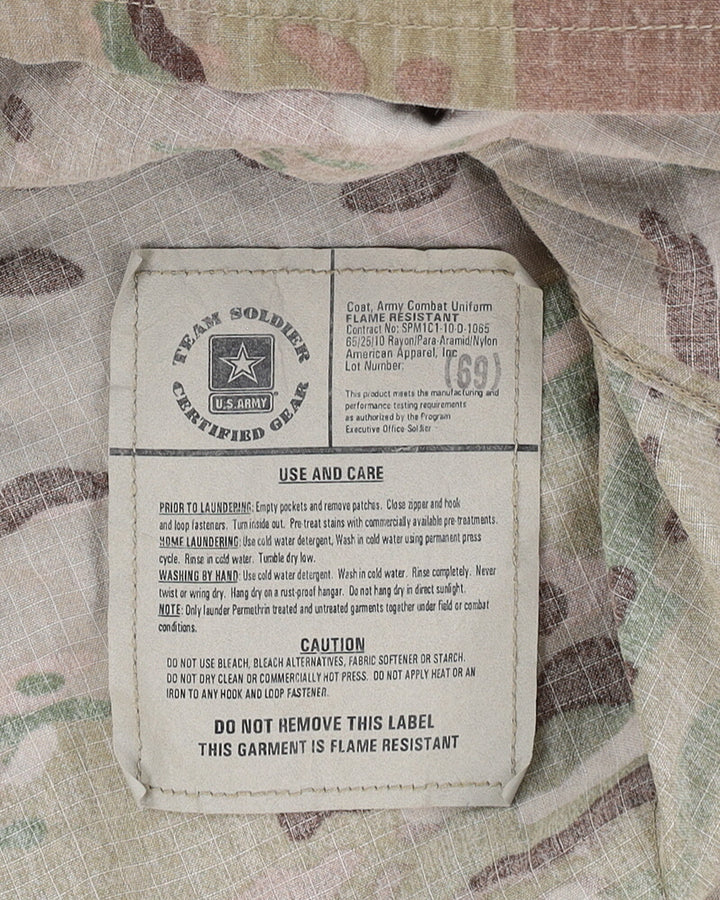 TEAM SOLDIER
U.S.ARMY
CERTIFIED GEAR
Coat, Army Combat Uniform
FLAME RESISTANT
Contract No: SPM1C1-10-D-1065
65/25/10 Rayon/Para-Aramid/Nylon
American Apparel, Inc
Lot Number:
(69)
This product meets the manufacturing and
performance testing requirements
as authorized by the Program
Executive Office Soldier
USE AND CARE
PRIOR TO LAUNDERING: Empty pockets and remove patches. Close zipper and hook
and loop fasteners. Turn inside out. Pre-treat stains with commercially available pre-treatments.
HOME LAUNDERING: Use cold water detergent, Wash in cold water using permanent press
cycle. Rinse in cold water. Tumble dry low.
WASHING BY HAND: Use cold water detergent. Wash in cold water. Rinse completely. Never
twist or wring dry. Hang dry on a rust-proof hangar. Do not hang dry in direct sunlight.
NOTE: Only launder Permethrin treated and untreated garments together under field or combat
conditions.
CAUTION
DO NOT USE BLEACH, BLEACH ALTERNATIVES, FABRIC SOFTENER OR STARCH.
DO NOT DRY CLEAN OR COMMERCIALLY HOT PRESS. DO NOT APPLY HEAT OR AN
IRON TO ANY HOOK AND LOOP FASTENER.
DO NOT REMOVE THIS LABEL
THIS GARMENT IS FLAME RESISTANT